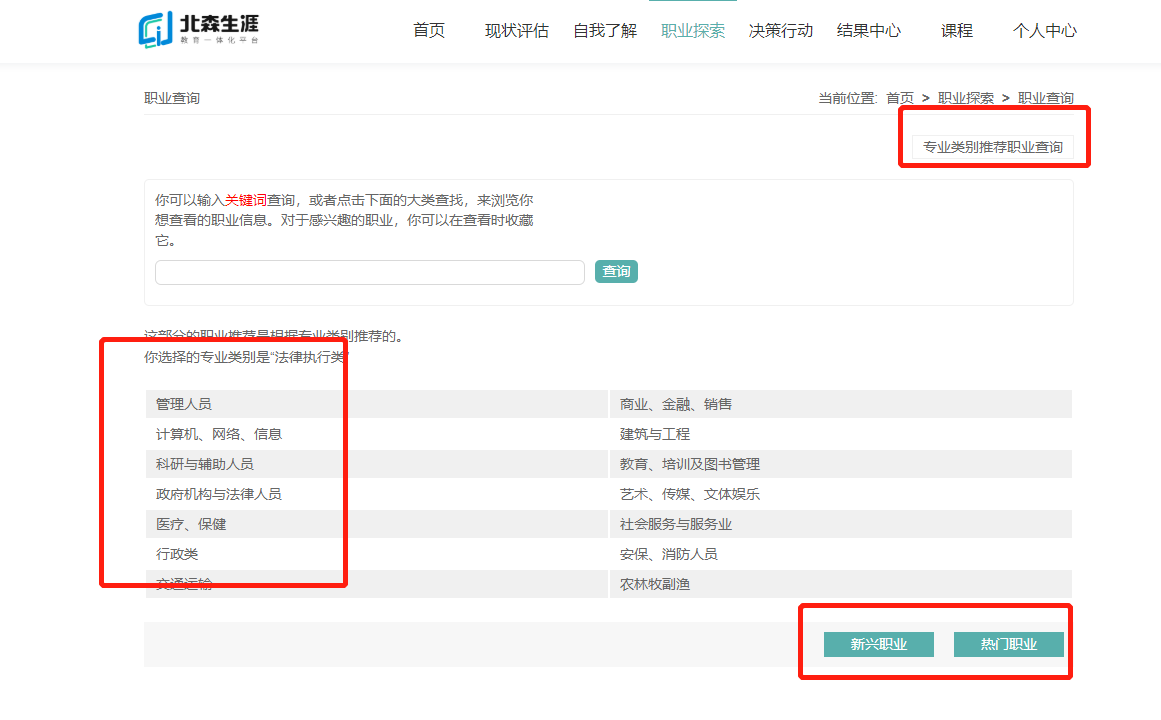 北森生涯
教育一体化平台
首页 现状评估 自我了解 职业探索 决策行动 结果中心 课程 个人中心
职业查询 当前位置: 首页 > 职业探索 > 职业查询
专业类别推荐职业查询
你可以输入关键词查询，或者点击下面的大类查找，来浏览你
想查看的职业信息。对于感兴趣的职业，你可以在查看时收藏
它。
查询
这部分的职业推荐是根据专业类别推荐的。
你选择的专业类别是“法律执行类”
管理人员 商业、金融、销售
计算机、网络、信息 建筑与工程
科研与辅助人员 教育、培训及图书管理
政府机构与法律人员 艺术、传媒、文体娱乐
医疗、保健 社会服务与服务业
行政类 安保、消防人员
交通运输 农林牧副渔
新兴职业 热门职业